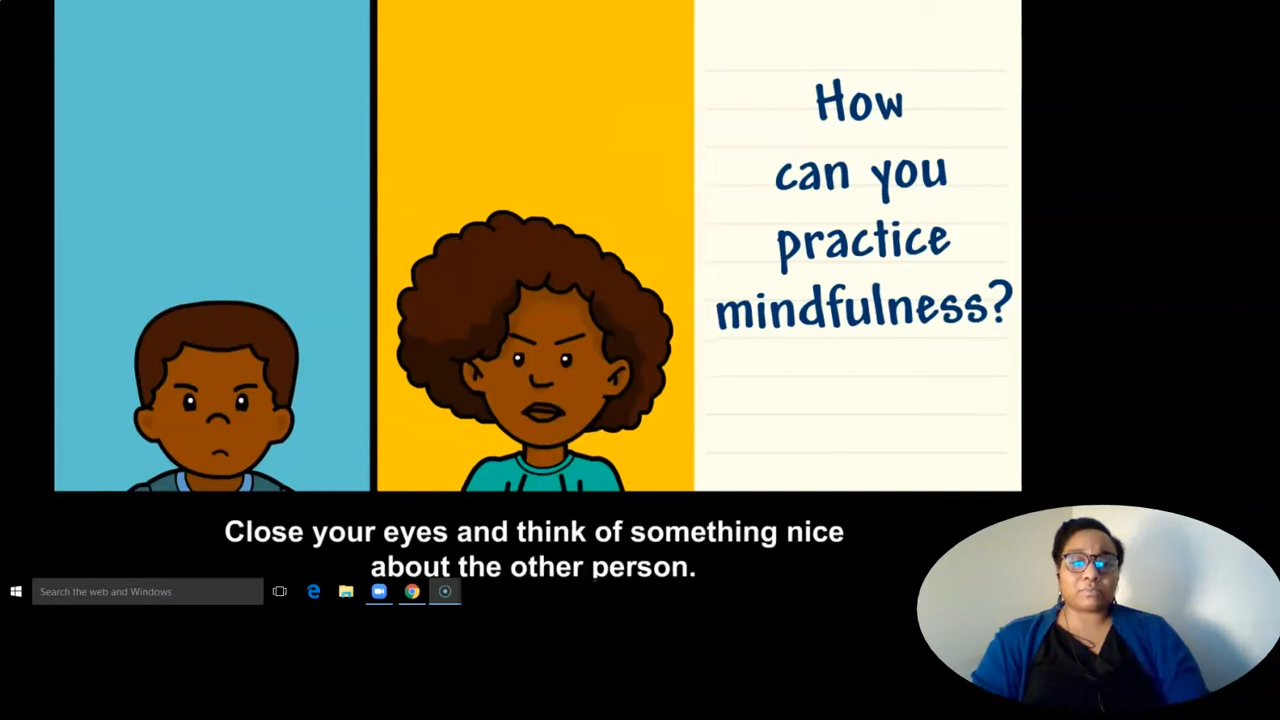 How
can you
practice
mindfulness?
Close your eyes and think of something nice
about the other person.
Search the web and Windows